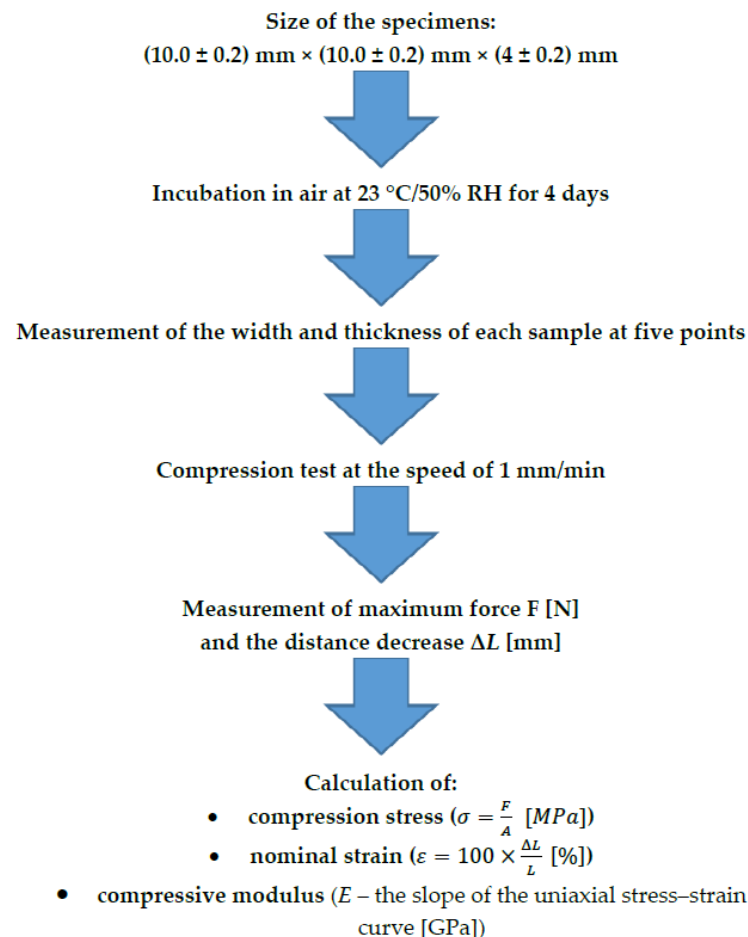 Size of the specimens:
(10.0 ± 0.2) mm × (10.0 ± 0.2) mm × (4 ± 0.2) mm
Incubation in air at 23 °C/50% RH for 4 days
Measurement of the width and thickness of each sample at five points
Compression test at the speed of 1 mm/min
Measurement of maximum force F [N]
and the distance decrease ΔL [mm]
Calculation of:
• compression stress (σ = F/A [MPa])
• nominal strain (ε = 100 × ΔL/L [%])
• compressive modulus (E – the slope of the uniaxial stress–strain
curve [GPa])